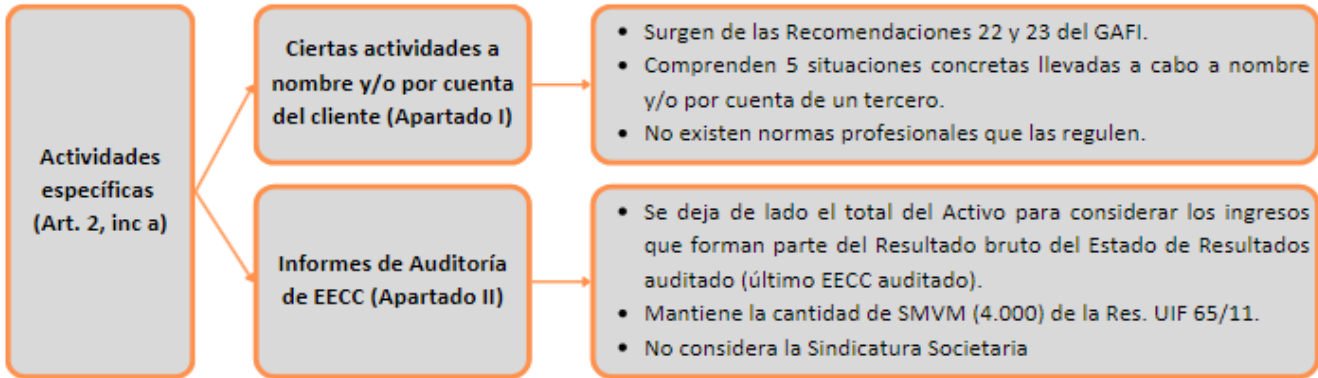 Actividades
específicas
(Art. 2, inc a)
Ciertas actividades a
nombre y/o por cuenta
del cliente (Apartado I)
• Surgen de las Recomendaciones 22 y 23 del GAFI.
• Comprenden 5 situaciones concretas llevadas a cabo a nombre
y/o por cuenta de un tercero.
• No existen normas profesionales que las regulen.
Informes de Auditoría
de EECC (Apartado II)
• Se deja de lado el total del Activo para considerar los ingresos
que forman parte del Resultado bruto del Estado de Resultados
auditado (último EECC auditado).
• Mantiene la cantidad de SMVM (4.000) de la Res. UIF 65/11.
• No considera la Sindicatura Societaria